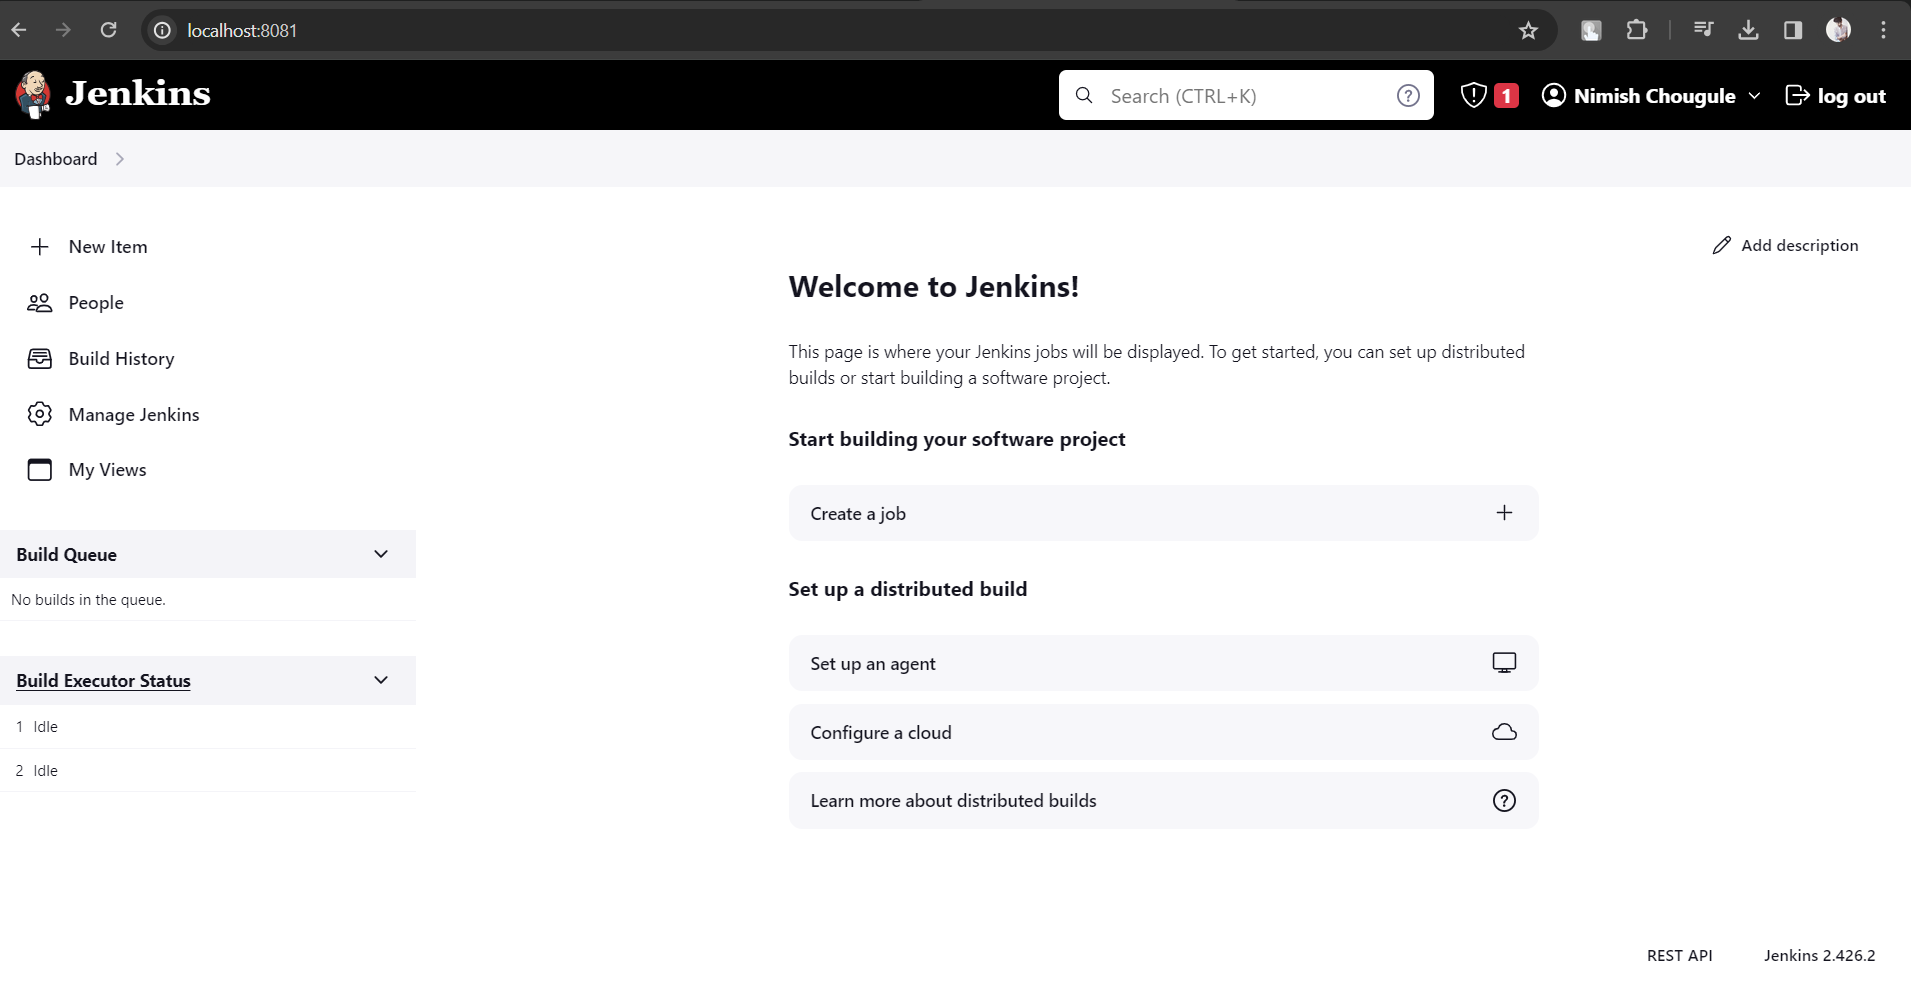 localhost:8081
Jenkins
Search (CTRL+K)
1
Nimish Chougule
log out
Dashboard
New Item
People
Build History
Manage Jenkins
My Views
Build Queue
No builds in the queue.
Build Executor Status
1 Idle
2 Idle
Add description
Welcome to Jenkins!
This page is where your Jenkins jobs will be displayed. To get started, you can set up distributed
builds or start building a software project.
Start building your software project
Create a job
Set up a distributed build
Set up an agent
Configure a cloud
Learn more about distributed builds
REST API
Jenkins 2.426.2